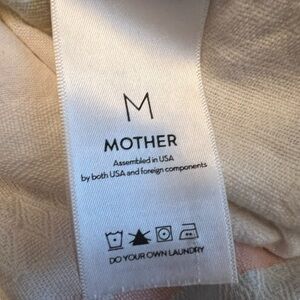 M
MOTHER
Assembled in USA
by both USA and foreign components
DO YOUR OWN LAUNDRY